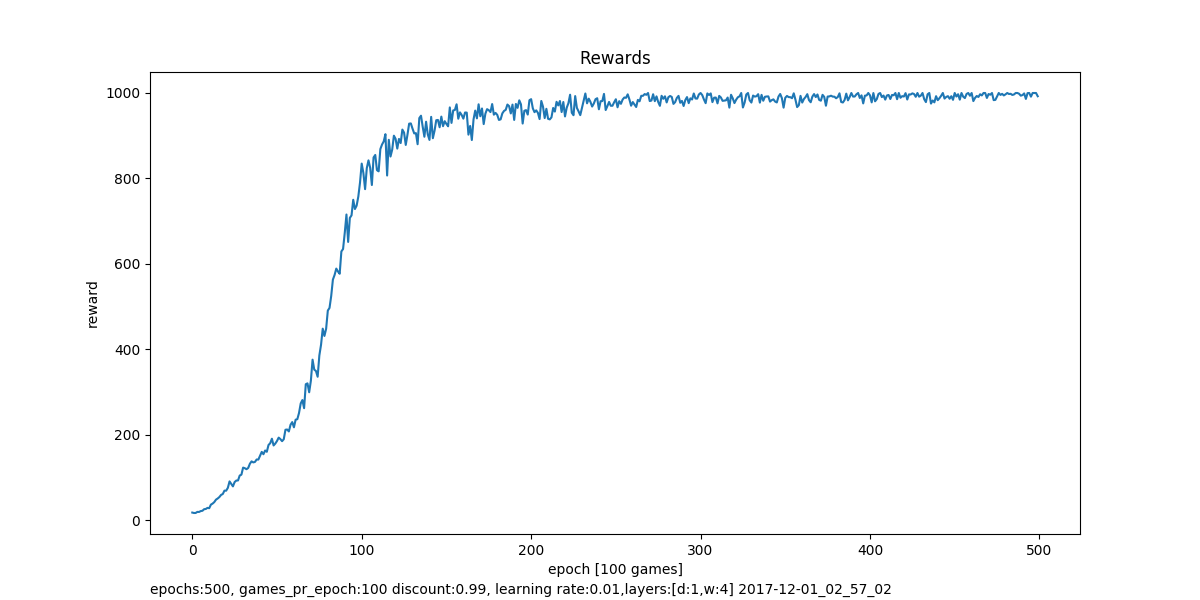 Rewards
1000
800
600
400
200
0
reward
0 100 200 300 400 500
epoch [100 games]
epochs:500, games_pr_epoch:100 discount:0.99, learning rate:0.01,layers:[d:1,w:4] 2017-12-01_02_57_02